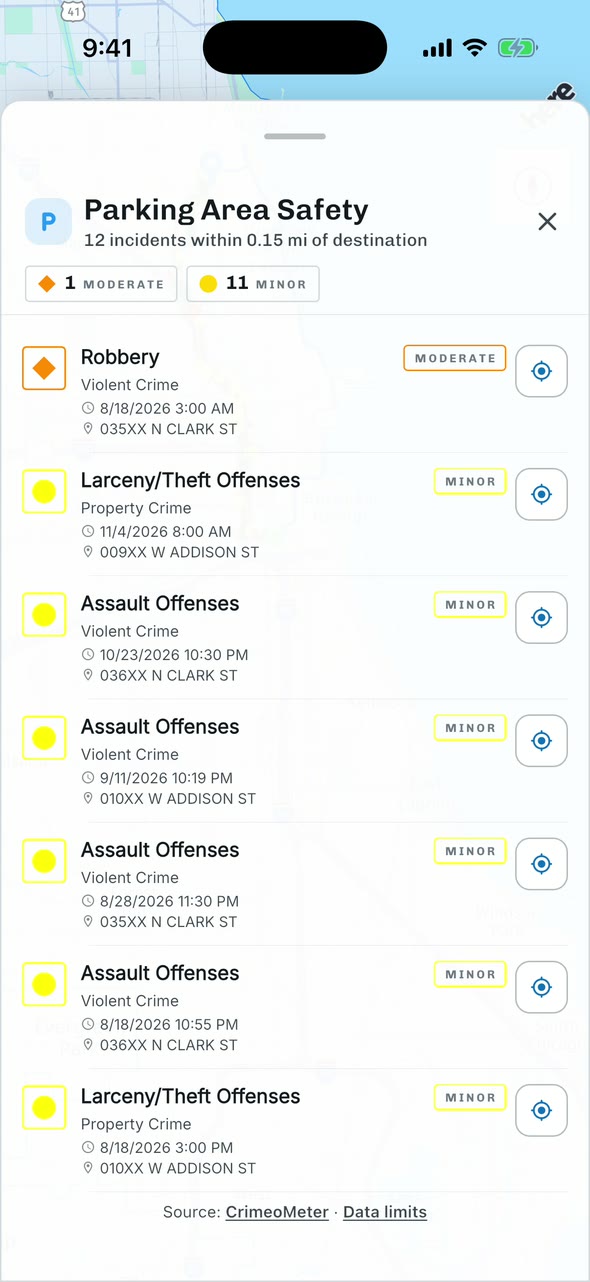 41
9:41
here
P
Parking Area Safety
12 incidents within 0.15 mi of destination
1 MODERATE
11 MINOR
Robbery
MODERATE
Violent Crime
8/18/2026 3:00 AM
035XX N CLARK ST
Larceny/Theft Offenses
MINOR
Property Crime
11/4/2026 8:00 AM
009XX W ADDISON ST
Assault Offenses
MINOR
Violent Crime
10/23/2026 10:30 PM
036XX N CLARK ST
Assault Offenses
MINOR
Violent Crime
9/11/2026 10:19 PM
010XX W ADDISON ST
Assault Offenses
MINOR
Violent Crime
8/28/2026 11:30 PM
035XX N CLARK ST
Assault Offenses
MINOR
Violent Crime
8/18/2026 10:55 PM
036XX N CLARK ST
Larceny/Theft Offenses
MINOR
Property Crime
8/18/2026 3:00 PM
010XX W ADDISON ST
Source: CrimeoMeter · Data limits